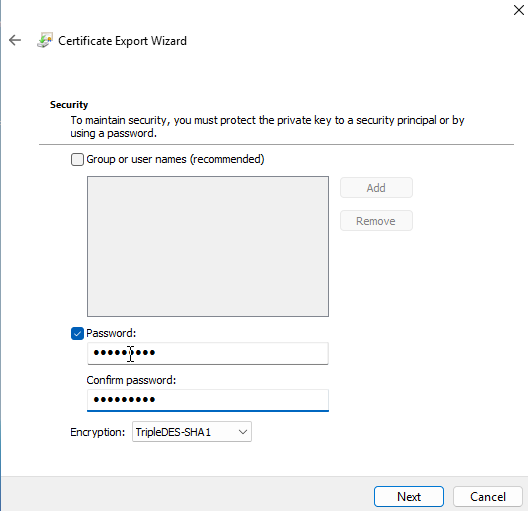 Certificate Export Wizard
Security
To maintain security, you must protect the private key to a security principal or by
using a password.
Group or user names (recommended)
Add
Remove
Password:
●●●●●●●●●
Confirm password:
●●●●●●●●●
Encryption: TripleDES-SHA1
Next Cancel